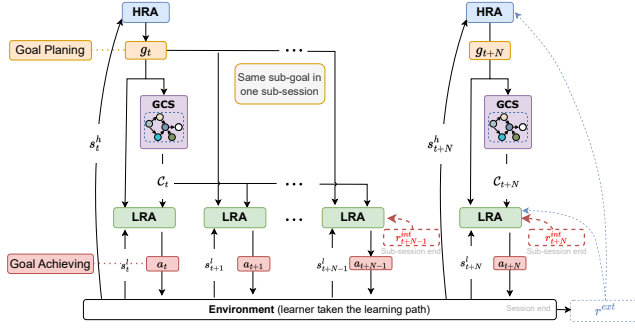 HRA
HRA
Goal Planing
g_t
...
g_{t+N}
Same sub-goal in
one sub-session
GCS
GCS
s_t^h
s_{t+N}^h
C_t
...
C_{t+N}
LRA
LRA
...
LRA
LRA
r_{t+N-1}^{int}
r_{t+N}^{int}
Sub-session end
Sub-session end
Goal Achieving
s_t^l
a_t
s_{t+1}^l
a_{t+1}
s_{t+N-1}^l
a_{t+N-1}
s_{t+N}^l
a_{t+N}
Environment (learner taken the learning path)
Session end
r^{ext}